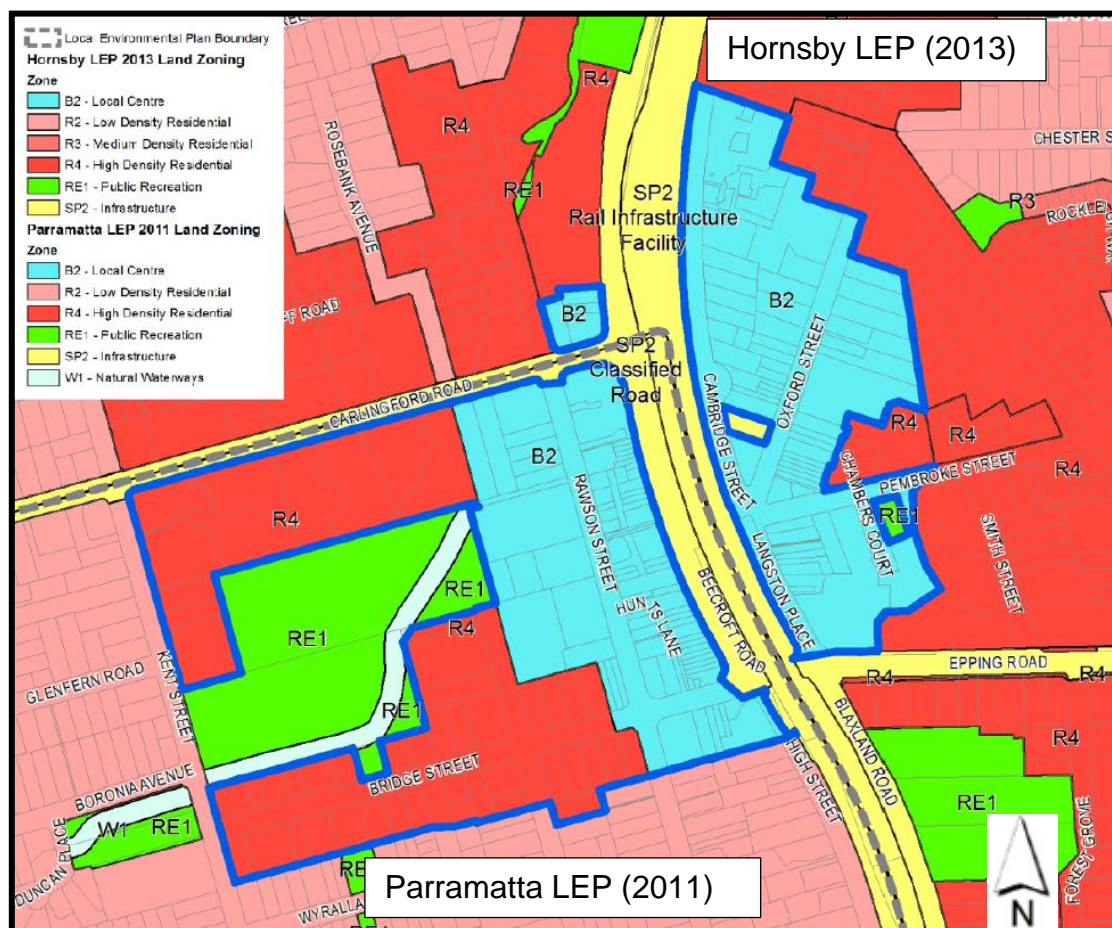 Local Environmental Plan Boundary
Hornsby LEP 2013 Land Zoning
Zone
B2 - Local Centre
R2 - Low Density Residential
R3 - Medium Density Residential
R4 - High Density Residential
RE1 - Public Recreation
SP2 - Infrastructure
Parramatta LEP 2011 Land Zoning
Zone
B2 - Local Centre
R2 - Low Density Residential
R4 - High Density Residential
RE1 - Public Recreation
SP2 - Infrastructure
W1 - Natural Waterways
Hornsby LEP (2013)
R4
R4
ROSEBANK AVENUE
RE1
SP2
Rail Infrastructure
Facility
CHESTER S
R3
B2
B2
OXFORD STREET
SP2
Classified
Road
CARLINGFORD ROAD
CAMBRIDGE STREET
R4
R4
B2
PEMBROKE STREET
R4
CHAMBERS COURT
RE1
R4
RAWSON STREET
LANGSTON PLACE
SMITH STREET
RE1
R4
RE1
HUNTS LANE
BEECROFT ROAD
GLENFERN ROAD
KENT STREET
EPPING ROAD
R4
R4
RE1
BLAXLAND ROAD
R4
BORONIA AVENUE
BRIDGE STREET
HIGH STREET
RE1
W1
RE1
DUNCAN PLACE
FOREST GROVE
Parramatta LEP (2011)
WYRALLA
N